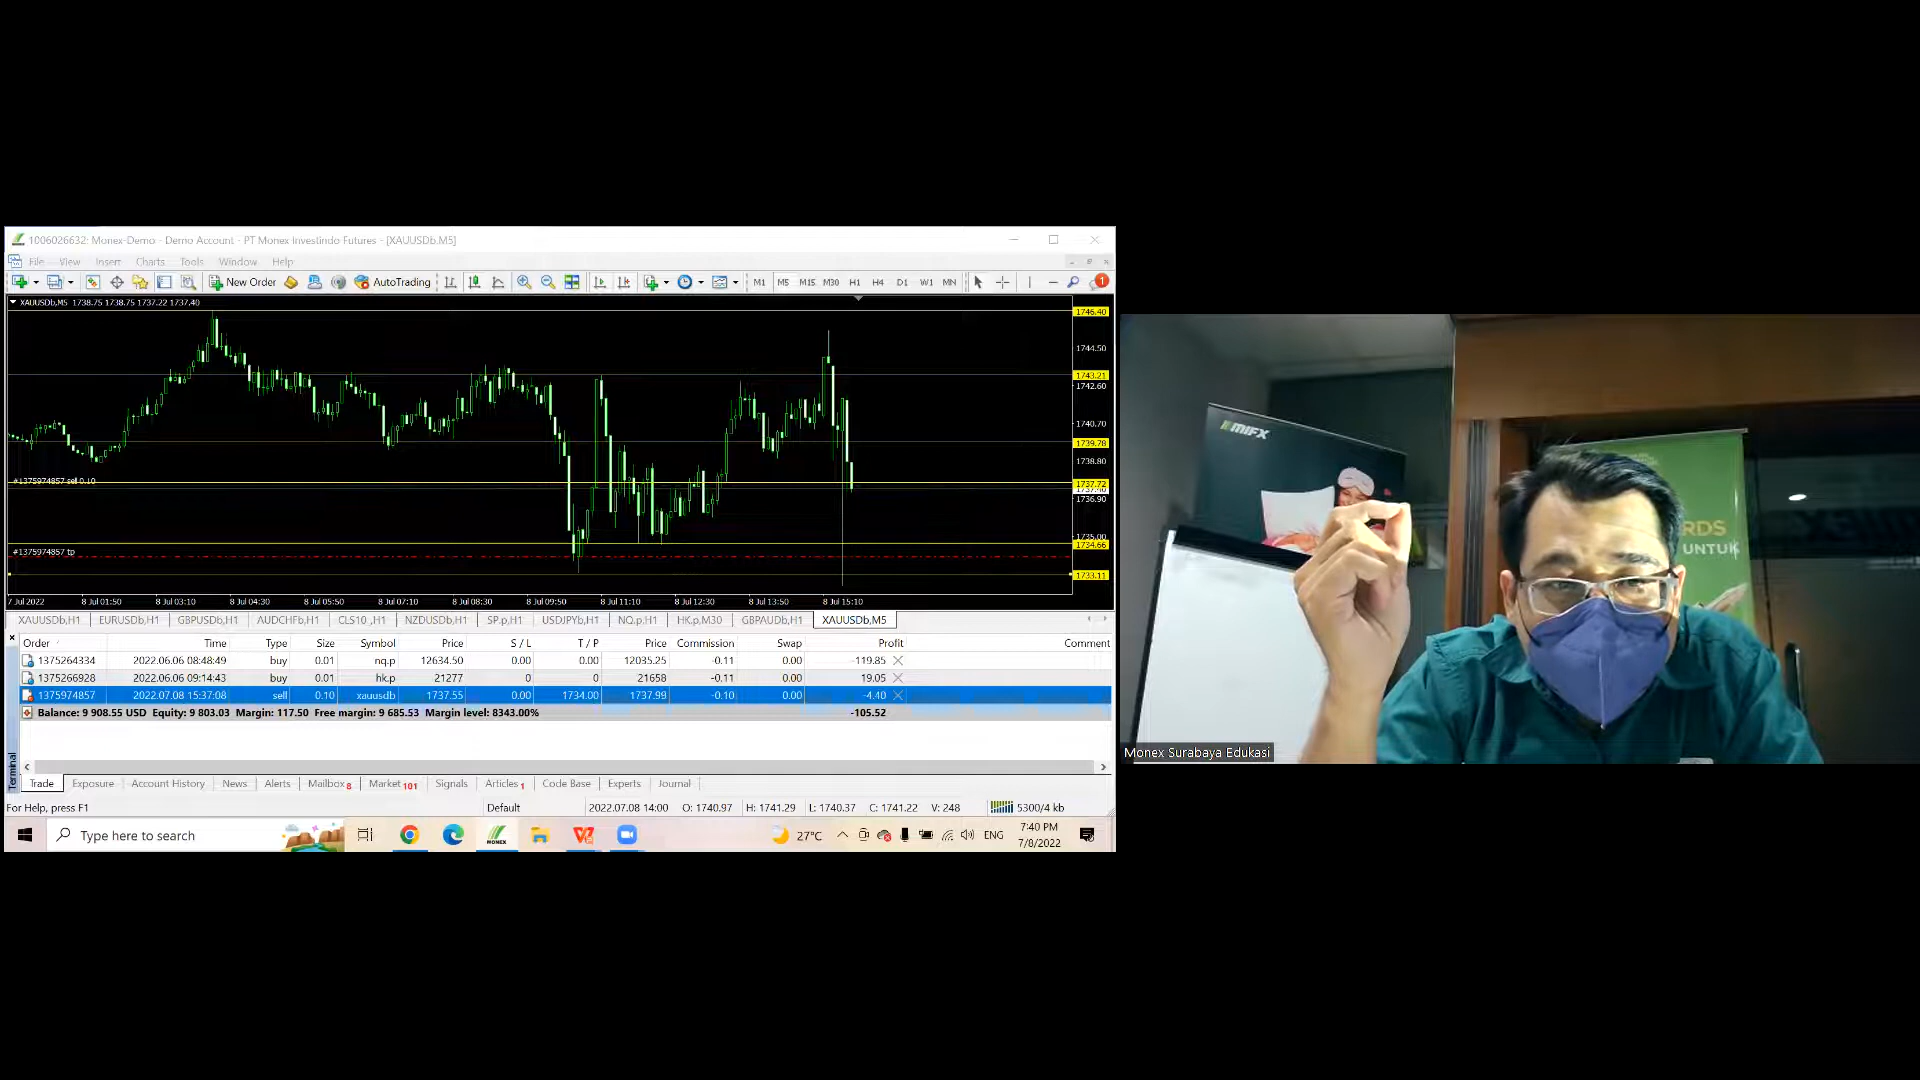 1006026632: Monex-Demo - Demo Account - PT Monex Investindo Futures - [XAUUSDb,M5]
File View Insert Charts Tools Window Help
New Order AutoTrading M1 M5 M15 M30 H1 H4 D1 W1 MN 1
XAUUSDb,M5 1738.75 1738.75 1737.22 1737.40
1746.40
1744.50
1743.21
1742.60
1740.70
1739.78
1738.80
#1375974857 sell 0.10
1737.72
1736.90
1735.00
1734.66
#1375974857 tp
1733.11
7 Jul 2022 8 Jul 01:50 8 Jul 03:10 8 Jul 04:30 8 Jul 05:50 8 Jul 07:10 8 Jul 08:30 8 Jul 09:50 8 Jul 11:10 8 Jul 12:30 8 Jul 13:50 8 Jul 15:10
XAUUSDb,H1 EURUSDb,H1 GBPUSDb,H1 AUDCHFb,H1 CLS10 ,H1 NZDUSDb,H1 SP.p,H1 USDJPYb,H1 NQ.p,H1 HK.p,M30 GBPAUDb,H1 XAUUSDb,M5
Order Time Type Size Symbol Price S / L T / P Price Commission Swap Profit Comment
1375264334 2022.06.06 08:48:49 buy 0.01 nq.p 12634.50 0.00 0.00 12035.25 -0.11 0.00 -119.85
1375266928 2022.06.06 09:14:43 buy 0.01 hk.p 21277 0 0 21658 -0.11 0.00 19.05
1375974857 2022.07.08 15:37:08 sell 0.10 xauusdb 1737.55 0.00 1734.00 1737.99 -0.10 0.00 -4.40
Balance: 9 908.55 USD Equity: 9 803.03 Margin: 117.50 Free margin: 9 685.53 Margin level: 8343.00% -105.52
Terminal
Trade Exposure Account History News Alerts Mailbox 8 Market 101 Signals Articles 1 Code Base Experts Journal
For Help, press F1 Default 2022.07.08 14:00 O: 1740.97 H: 1741.29 L: 1740.37 C: 1741.22 V: 248 5300/4 kb
Type here to search MONEX 27°C ENG 7:40 PM
7/8/2022
MIFX
RDS
UNTUK
Monex Surabaya Edukasi